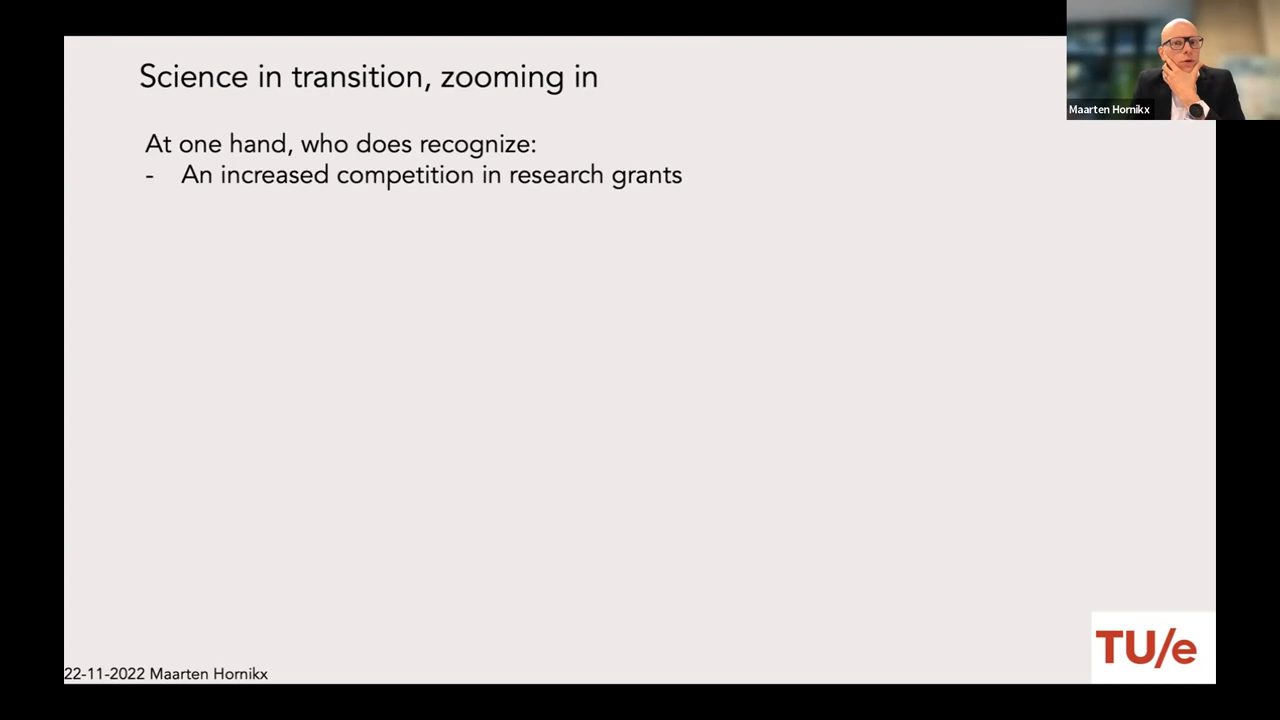 Science in transition, zooming in
Maarten Hornikx
At one hand, who does recognize:
- An increased competition in research grants
TU/e
22-11-2022 Maarten Hornikx